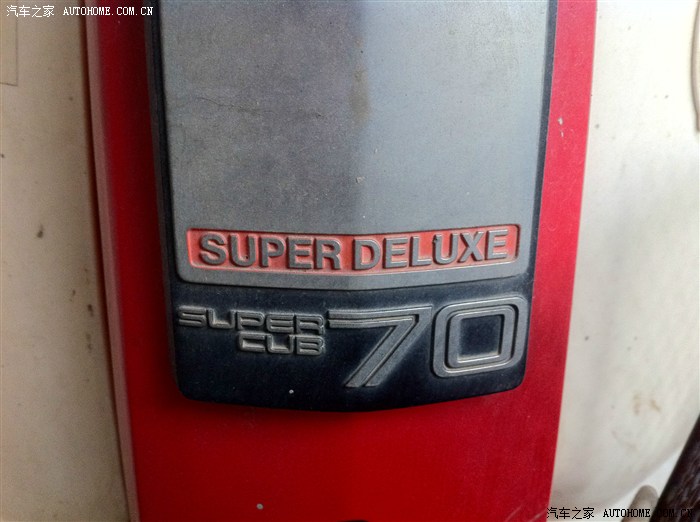 汽车之家 AUTOHOME.COM.CN
SUPER DELUXE
SUPER CUB 70
汽车之家 AUTOHOME.COM.CN